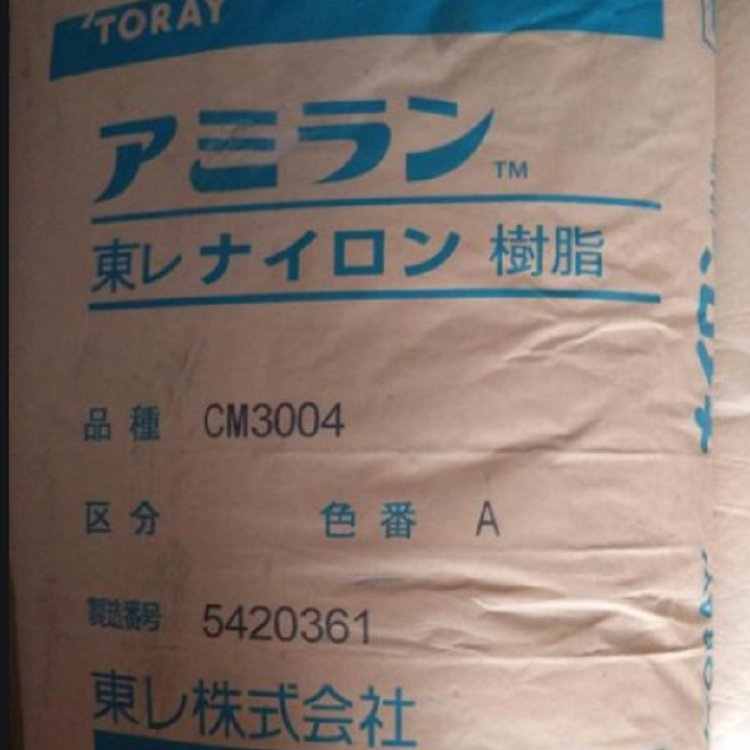 TORAY
アミラン™
東レ ナイロン 樹脂
品種 CM3004
区分 色番 A
製造番号 5420361
東レ株式会社